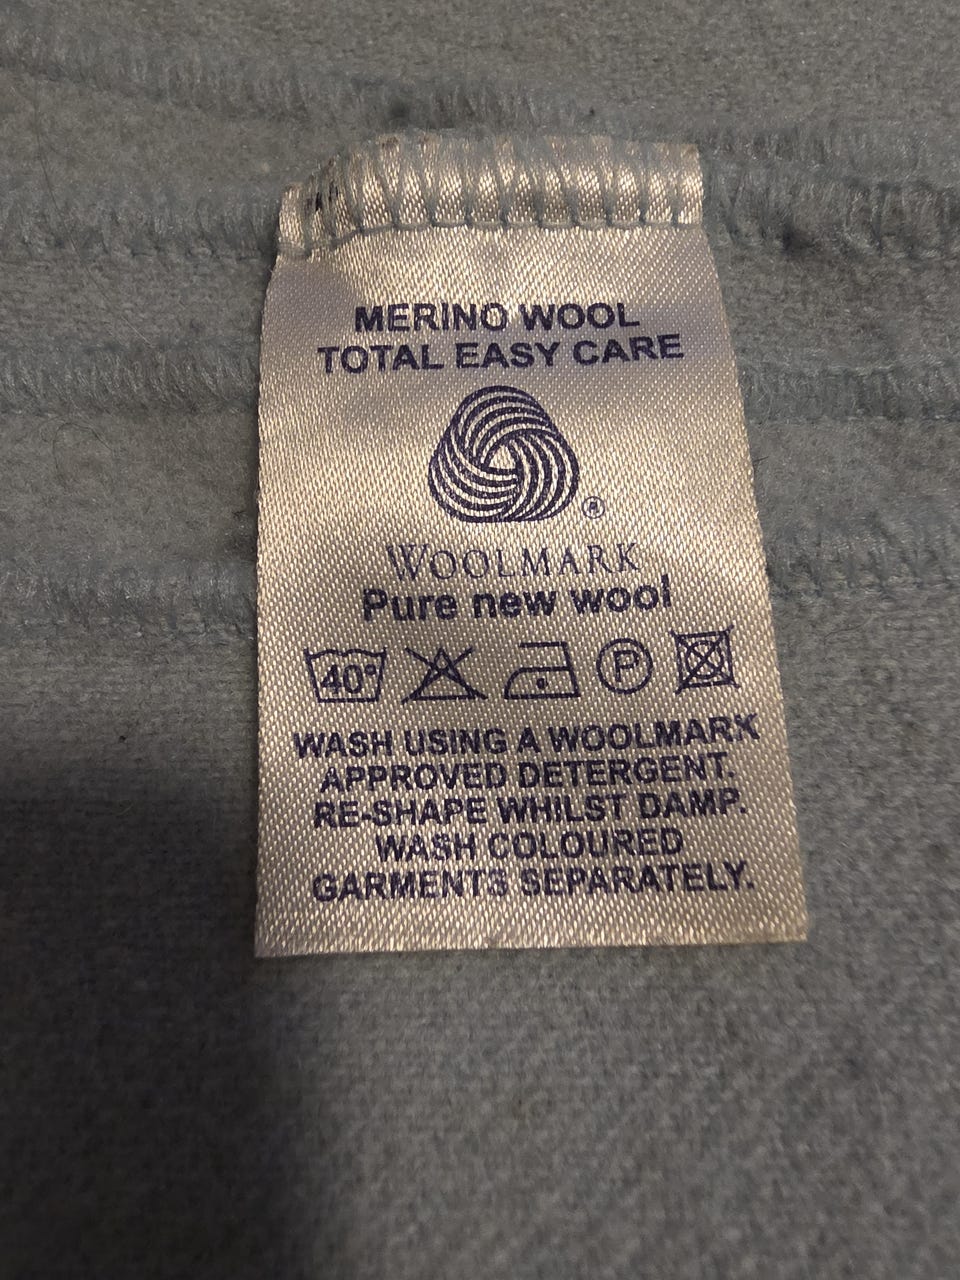 MERINO WOOL
TOTAL EASY CARE
®
WOOLMARK
Pure new wool
40° P
WASH USING A WOOLMARK
APPROVED DETERGENT.
RE-SHAPE WHILST DAMP.
WASH COLOURED
GARMENTS SEPARATELY.